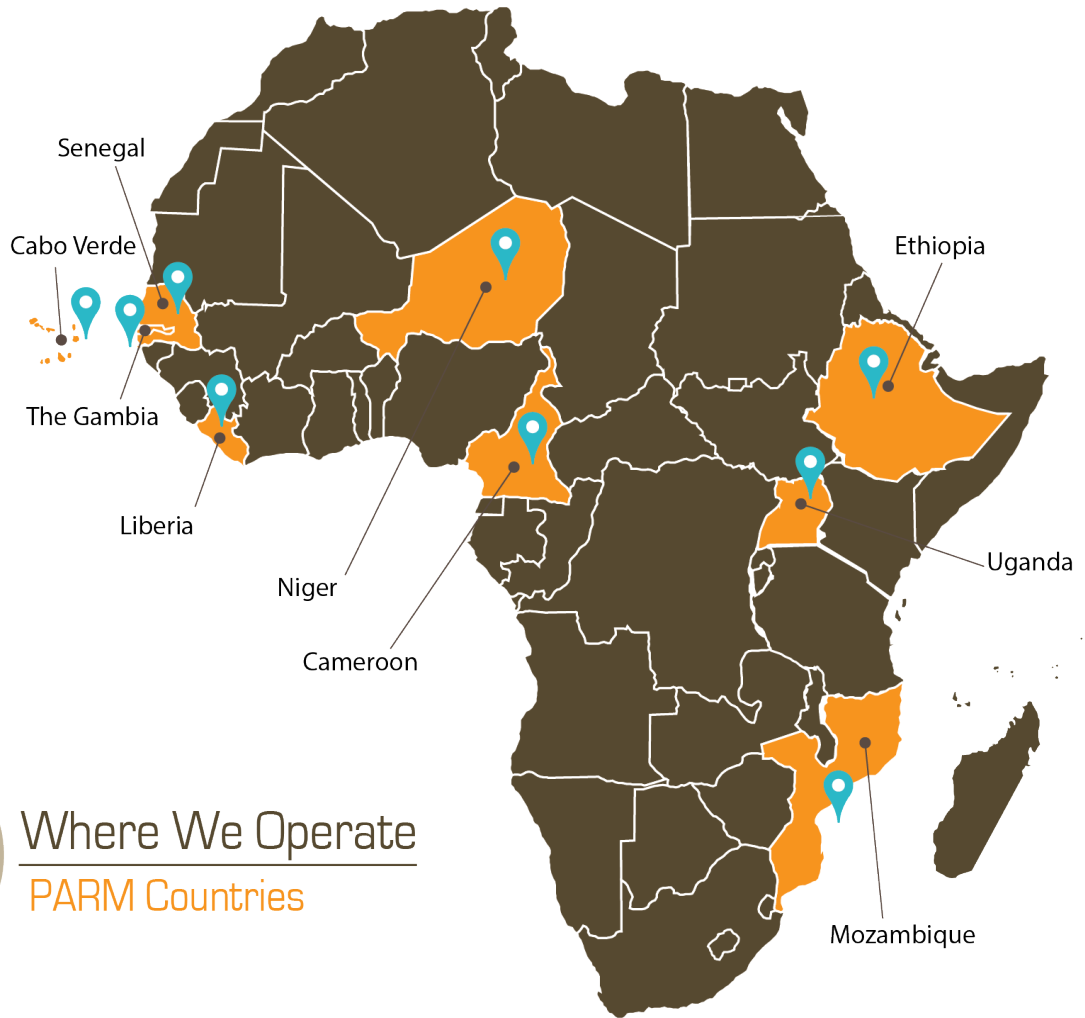 Senegal
Cabo Verde
Ethiopia
The Gambia
Liberia
Uganda
Niger
Cameroon
Where We Operate
PARM Countries
Mozambique